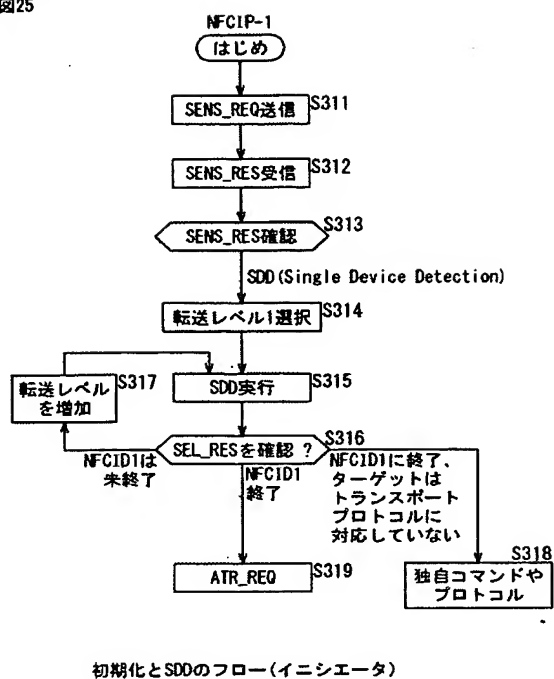 図25
NFCIP-1
はじめ
SENS_REQ送信
S311
SENS_RES受信
S312
SENS_RES確認
S313
SDD(Single Device Detection)
転送レベル1選択
S314
転送レベル
を増加
S317
SDD実行
S315
SEL_RESを確認 ?
S316
NFCID1は
未終了
NFCID1
終了
NFCID1に終了、
ターゲットは
トランスポート
プロトコルに
対応していない
ATR_REQ
S319
S318
独自コマンドや
プロトコル
初期化とSDDのフロー(イニシエータ)